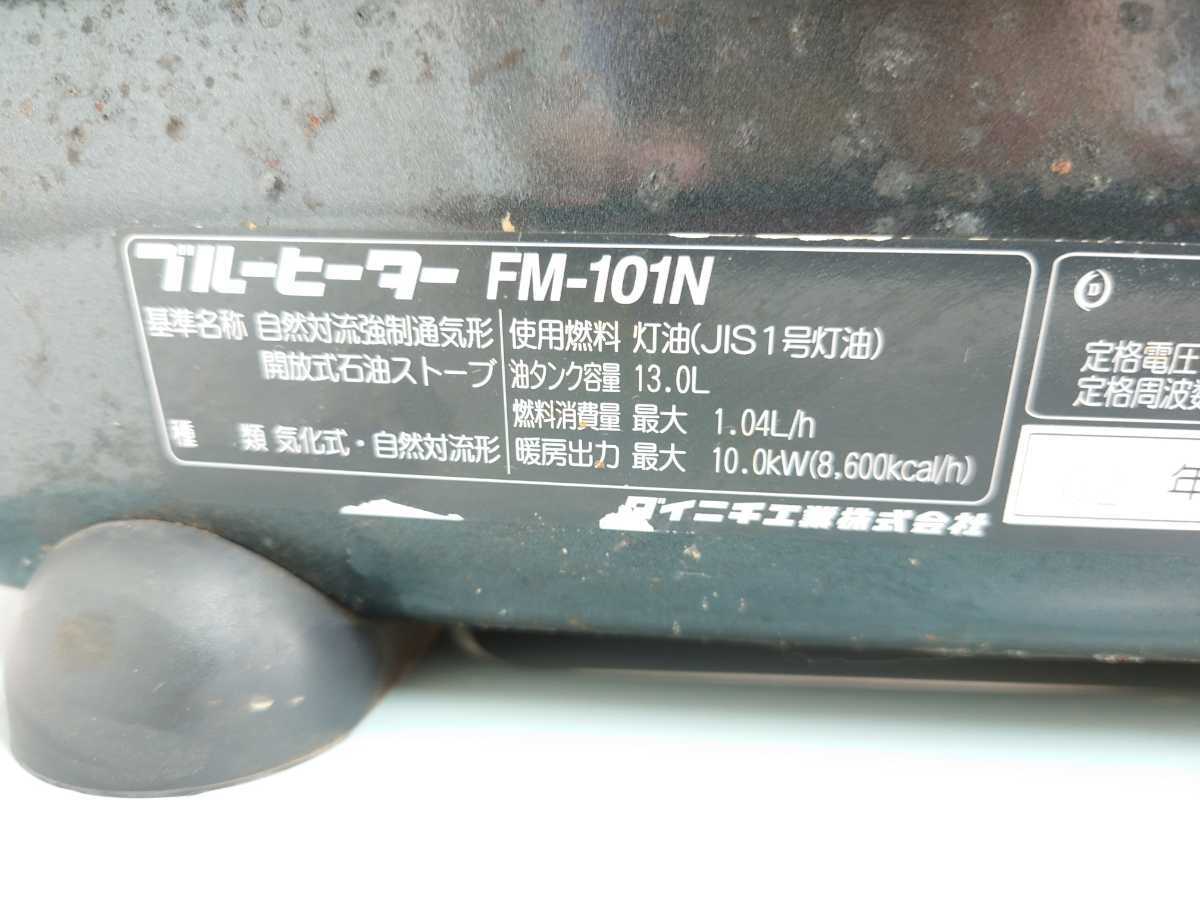 ブルーヒーター FM-101N
基準名称 自然対流強制通気形
開放式石油ストーブ
種 類 気化式・自然対流形
使用燃料 灯油(JIS1号灯油)
油タンク容量 13.0L
燃料消費量 最大 1.04L/h
暖房出力 最大 10.0kW(8,600kcal/h)
ダイニチ工業株式会社
D
定格電圧
定格周波数
年